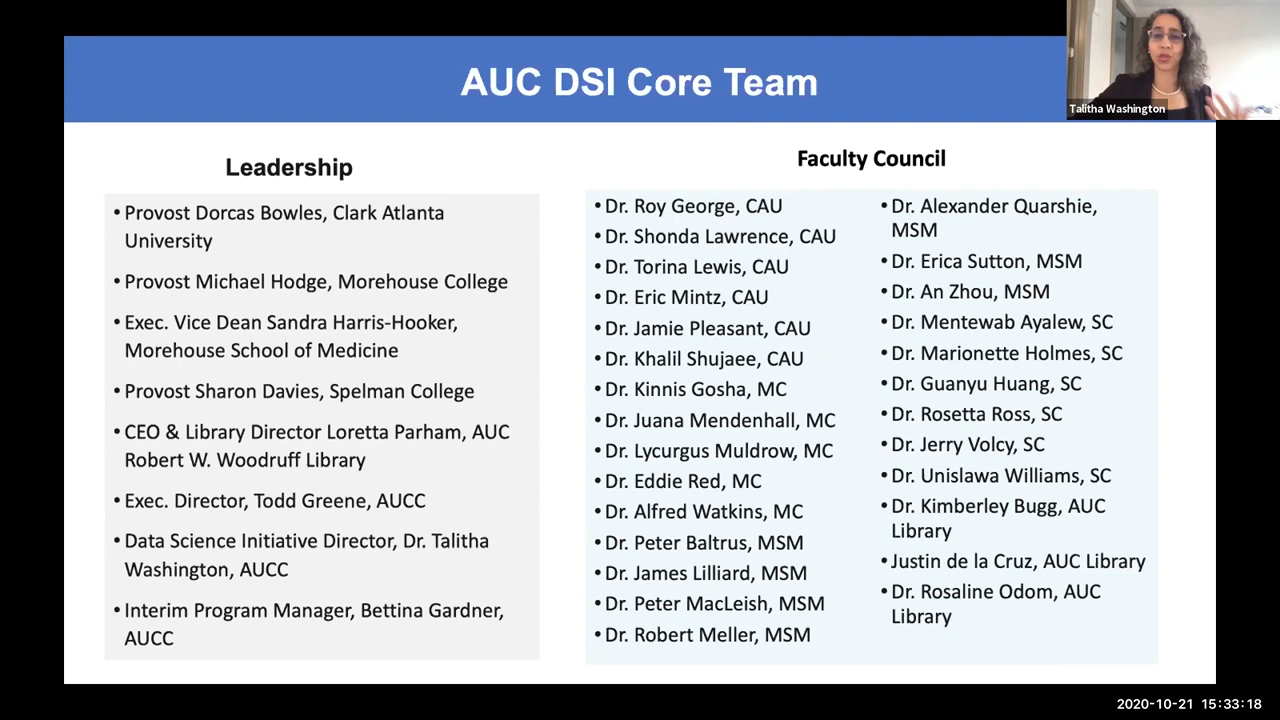 AUC DSI Core Team
Talitha Washington
Leadership
• Provost Dorcas Bowles, Clark Atlanta
University
• Provost Michael Hodge, Morehouse College
• Exec. Vice Dean Sandra Harris-Hooker,
Morehouse School of Medicine
• Provost Sharon Davies, Spelman College
• CEO & Library Director Loretta Parham, AUC
Robert W. Woodruff Library
• Exec. Director, Todd Greene, AUCC
• Data Science Initiative Director, Dr. Talitha
Washington, AUCC
• Interim Program Manager, Bettina Gardner,
AUCC
Faculty Council
• Dr. Roy George, CAU
• Dr. Shonda Lawrence, CAU
• Dr. Torina Lewis, CAU
• Dr. Eric Mintz, CAU
• Dr. Jamie Pleasant, CAU
• Dr. Khalil Shujaee, CAU
• Dr. Kinnis Gosha, MC
• Dr. Juana Mendenhall, MC
• Dr. Lycurgus Muldrow, MC
• Dr. Eddie Red, MC
• Dr. Alfred Watkins, MC
• Dr. Peter Baltrus, MSM
• Dr. James Lilliard, MSM
• Dr. Peter MacLeish, MSM
• Dr. Robert Meller, MSM
• Dr. Alexander Quarshie,
MSM
• Dr. Erica Sutton, MSM
• Dr. An Zhou, MSM
• Dr. Mentewab Ayalew, SC
• Dr. Marionette Holmes, SC
• Dr. Guanyu Huang, SC
• Dr. Rosetta Ross, SC
• Dr. Jerry Volcy, SC
• Dr. Unislawa Williams, SC
• Dr. Kimberley Bugg, AUC
Library
• Justin de la Cruz, AUC Library
• Dr. Rosaline Odom, AUC
Library
2020-10-21 15:33:18